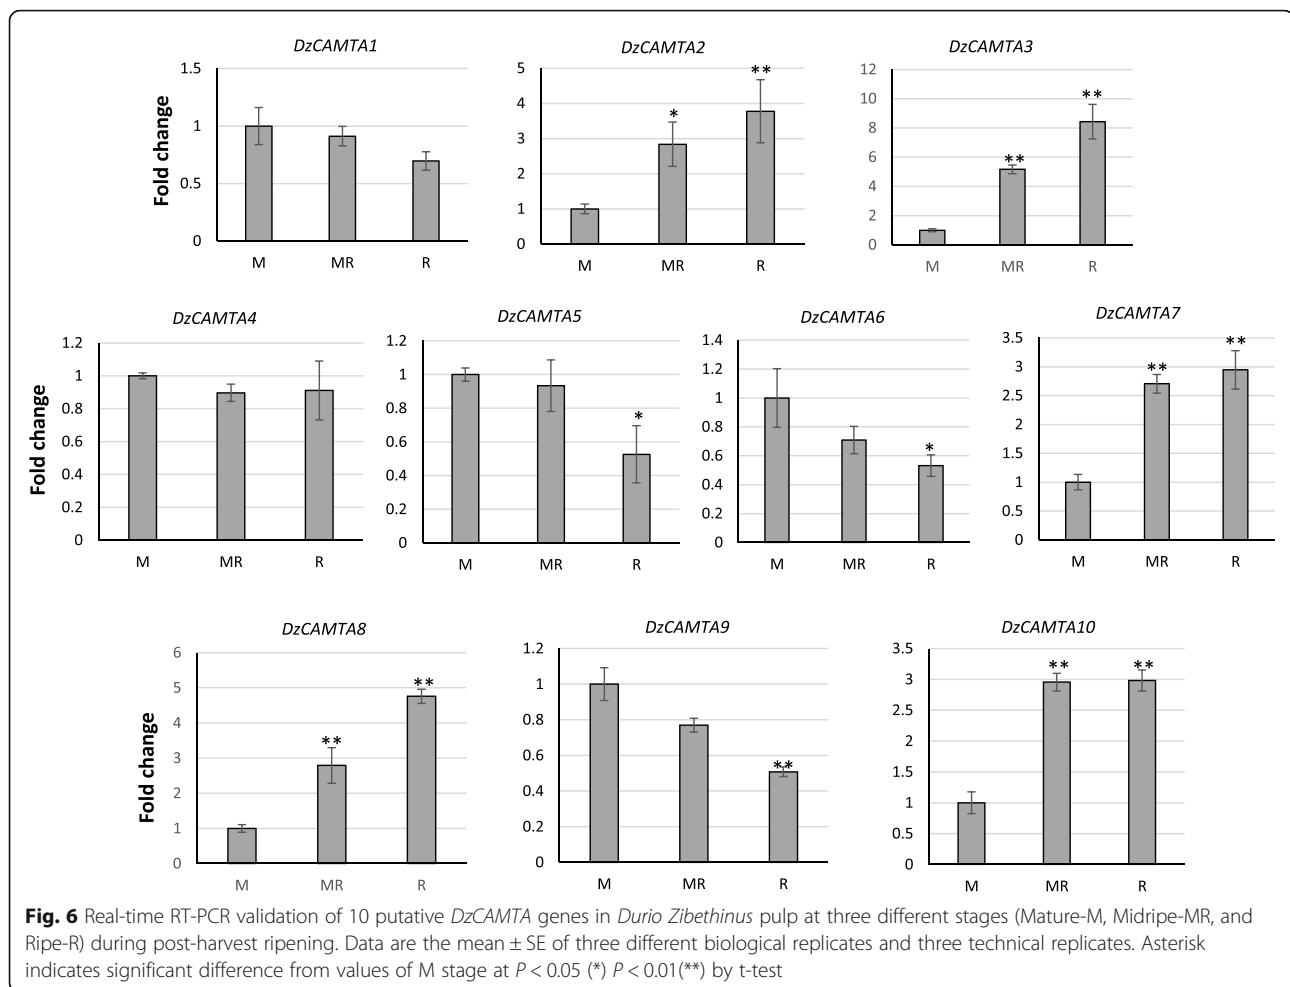 DzCAMTA1
DzCAMTA2
DzCAMTA3
Fold change
1.5
1
0.5
0
M
MR
R
5
4
3
2
1
0
*
**
M
MR
R
12
10
8
6
4
2
0
**
**
M
MR
R
DzCAMTA4
DzCAMTA5
DzCAMTA6
DzCAMTA7
Fold change
1.2
1
0.8
0.6
0.4
0.2
0
M
MR
R
1.2
1
0.8
0.6
0.4
0.2
0
*
M
MR
R
1.4
1.2
1
0.8
0.6
0.4
0.2
0
*
M
MR
R
3.5
3
2.5
2
1.5
1
0.5
0
**
**
M
MR
R
DzCAMTA8
DzCAMTA9
DzCAMTA10
Fold change
6
5
4
3
2
1
0
**
**
M
MR
R
1.2
1
0.8
0.6
0.4
0.2
0
**
M
MR
R
3.5
3
2.5
2
1.5
1
0.5
0
**
**
M
MR
R
Fig. 6 Real-time RT-PCR validation of 10 putative DzCAMTA genes in Durio Zibethinus pulp at three different stages (Mature-M, Midripe-MR, and
Ripe-R) during post-harvest ripening. Data are the mean ± SE of three different biological replicates and three technical replicates. Asterisk
indicates significant difference from values of M stage at P < 0.05 (*) P < 0.01(**) by t-test